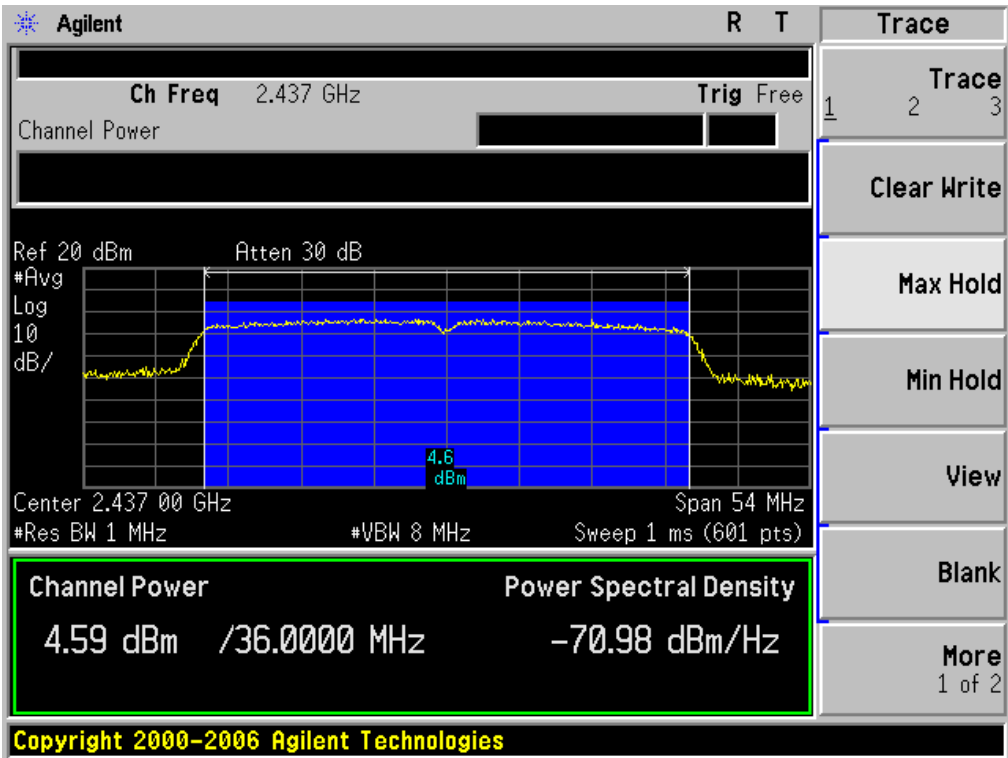 Agilent R T
Ch Freq 2.437 GHz Trig Free
Channel Power
Ref 20 dBm Atten 30 dB
#Avg
Log
10
dB/
4.6
dBm
Center 2.437 00 GHz Span 54 MHz
#Res BW 1 MHz #VBW 8 MHz Sweep 1 ms (601 pts)
Channel Power Power Spectral Density
4.59 dBm /36.0000 MHz -70.98 dBm/Hz
Copyright 2000-2006 Agilent Technologies
Trace
Trace
1 2 3
Clear Write
Max Hold
Min Hold
View
Blank
More
1 of 2